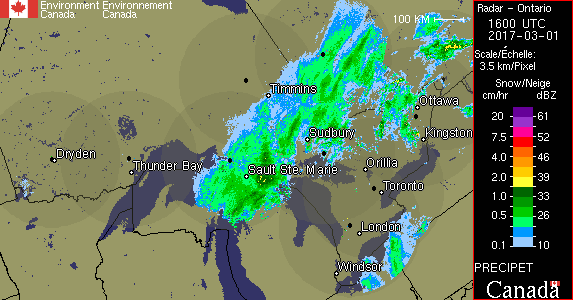 Environment Environnement
Canada Canada
100 KM
Timmins
Ottawa
Sudbury
Kingston
Dryden
Thunder Bay
Sault Ste. Marie
Orillia
Toronto
London
Windsor
Radar - Ontario
1600 UTC
2017-03-01
Scale/Échelle:
3.5 km/Pixel
Snow/Neige
cm/hr dBZ
20 61
7.5 52
4.0 46
2.0 39
1.0 33
0.5 26
0.1 10
PRECIPET
Canada